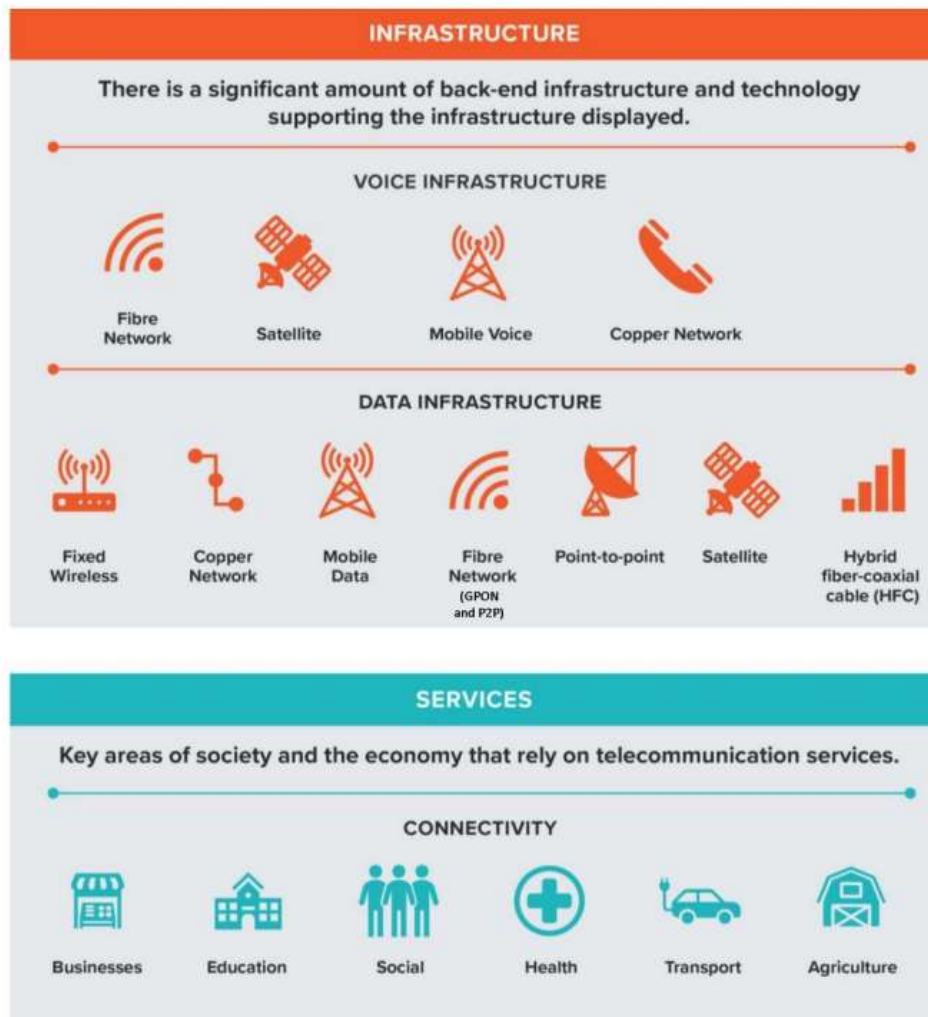 INFRASTRUCTURE
There is a significant amount of back-end infrastructure and technology
supporting the infrastructure displayed.
VOICE INFRASTRUCTURE
Fibre
Network
Satellite
Mobile Voice
Copper Network
DATA INFRASTRUCTURE
Fixed
Wireless
Copper
Network
Mobile
Data
Fibre
Network
(GPON
and P2P)
Point-to-point
Satellite
Hybrid
fiber-coaxial
cable (HFC)
SERVICES
Key areas of society and the economy that rely on telecommunication services.
CONNECTIVITY
Businesses
Education
Social
Health
Transport
Agriculture